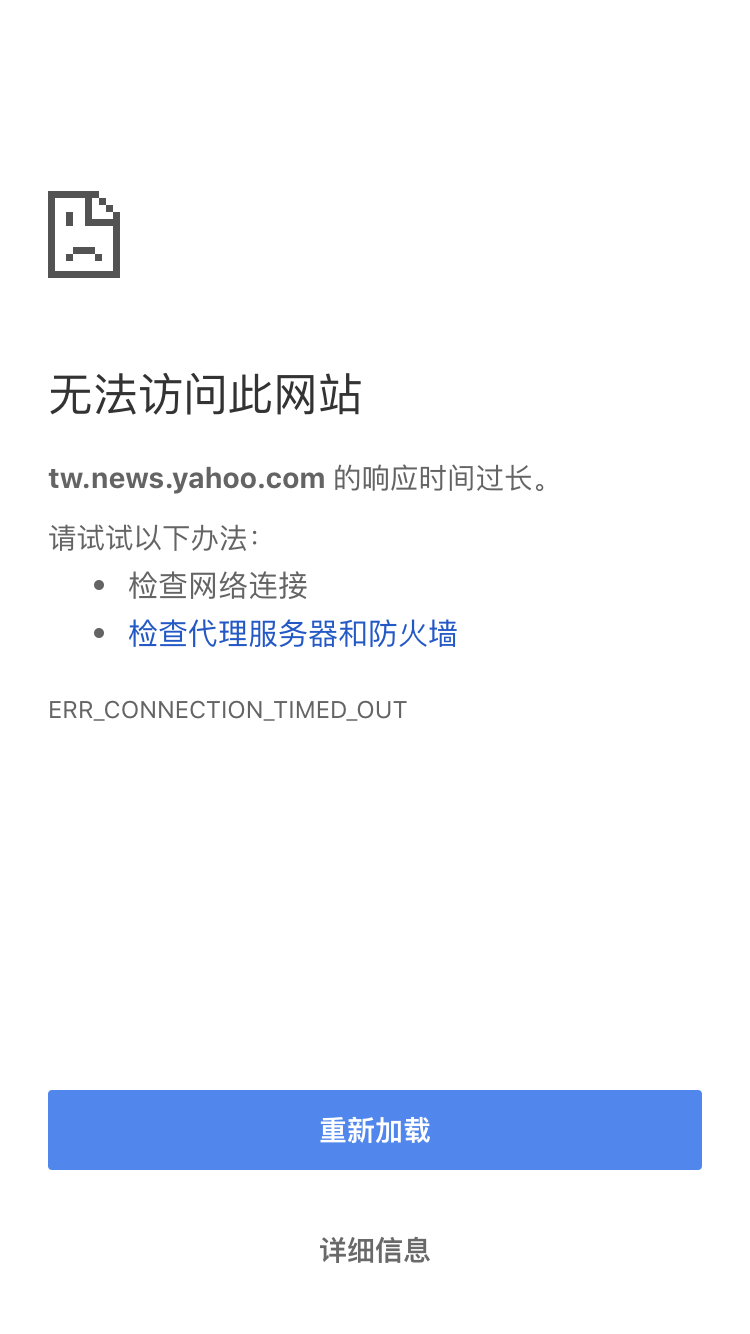 无法访问此网站
tw.news.yahoo.com 的响应时间过长。
请试试以下办法：
检查网络连接
检查代理服务器和防火墙
ERR_CONNECTION_TIMED_OUT
重新加载
详细信息